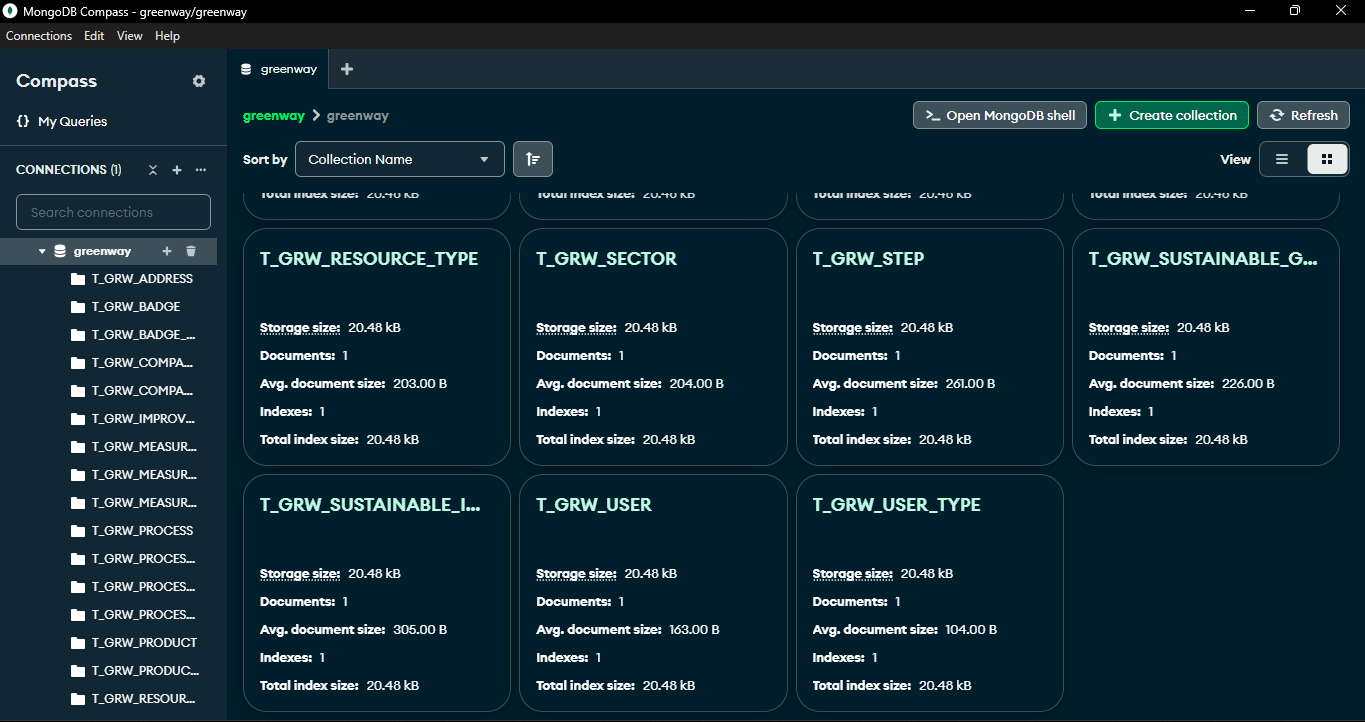 MongoDB Compass - greenway/greenway
Connections Edit View Help
Compass
{} My Queries
CONNECTIONS (1)
Search connections
greenway
T_GRW_ADDRESS
T_GRW_BADGE
T_GRW_BADGE_...
T_GRW_COMPA...
T_GRW_COMPA...
T_GRW_IMPROV...
T_GRW_MEASUR...
T_GRW_MEASUR...
T_GRW_MEASUR...
T_GRW_PROCESS
T_GRW_PROCES...
T_GRW_PROCES...
T_GRW_PROCES...
T_GRW_PRODUCT
T_GRW_PRODUC...
T_GRW_RESOUR...
greenway
greenway > greenway
Open MongoDB shell
Create collection
Refresh
Sort by Collection Name
View
Total index size: 20.48 kB
Total index size: 20.48 kB
Total index size: 20.48 kB
Total index size: 20.48 kB
T_GRW_RESOURCE_TYPE
Storage size: 20.48 kB
Documents: 1
Avg. document size: 203.00 B
Indexes: 1
Total index size: 20.48 kB
T_GRW_SECTOR
Storage size: 20.48 kB
Documents: 1
Avg. document size: 204.00 B
Indexes: 1
Total index size: 20.48 kB
T_GRW_STEP
Storage size: 20.48 kB
Documents: 1
Avg. document size: 261.00 B
Indexes: 1
Total index size: 20.48 kB
T_GRW_SUSTAINABLE_G...
Storage size: 20.48 kB
Documents: 1
Avg. document size: 226.00 B
Indexes: 1
Total index size: 20.48 kB
T_GRW_SUSTAINABLE_I...
Storage size: 20.48 kB
Documents: 1
Avg. document size: 305.00 B
Indexes: 1
Total index size: 20.48 kB
T_GRW_USER
Storage size: 20.48 kB
Documents: 1
Avg. document size: 163.00 B
Indexes: 1
Total index size: 20.48 kB
T_GRW_USER_TYPE
Storage size: 20.48 kB
Documents: 1
Avg. document size: 104.00 B
Indexes: 1
Total index size: 20.48 kB